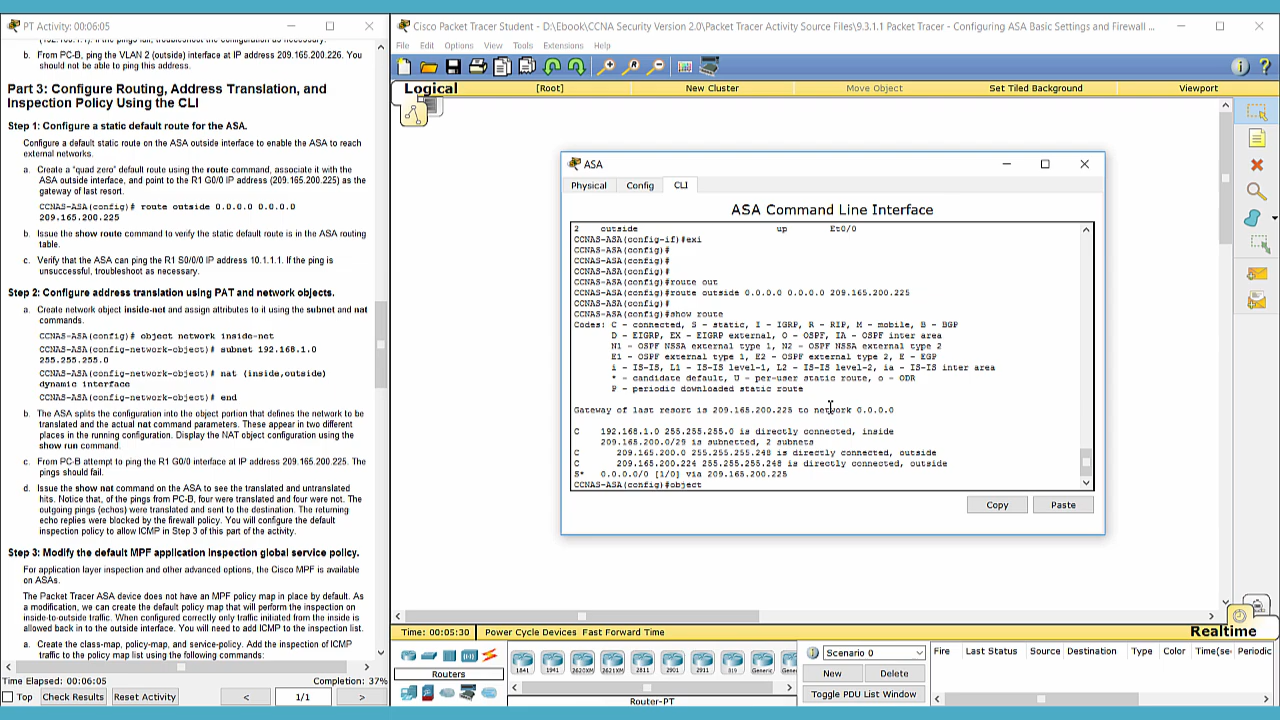 PT Activity: 00:06:05
b. From PC-B, ping the VLAN 2 (outside) interface at IP address 209.165.200.226. You
should not be able to ping this address.
Part 3: Configure Routing, Address Translation, and
Inspection Policy Using the CLI
Step 1: Configure a static default route for the ASA.
Configure a default static route on the ASA outside interface to enable the ASA to reach
external networks.
a. Create a "quad zero" default route using the route command, associate it with the
ASA outside interface, and point to the R1 G0/0 IP address (209.165.200.225) as the
gateway of last resort.
CCNAS-ASA(config)# route outside 0.0.0.0 0.0.0.0
209.165.200.225
b. Issue the show route command to verify the static default route is in the ASA routing
table.
c. Verify that the ASA can ping the R1 S0/0/0 IP address 10.1.1.1. If the ping is
unsuccessful, troubleshoot as necessary.
Step 2: Configure address translation using PAT and network objects.
a. Create network object inside-net and assign attributes to it using the subnet and nat
commands.
CCNAS-ASA(config)# object network inside-net
CCNAS-ASA(config-network-object)# subnet 192.168.1.0
255.255.255.0
CCNAS-ASA(config-network-object)# nat (inside,outside)
dynamic interface
CCNAS-ASA(config-network-object)# end
b. The ASA splits the configuration into the object portion that defines the network to be
translated and the actual nat command parameters. These appear in two different
places in the running configuration. Display the NAT object configuration using the
show run command.
c. From PC-B attempt to ping the R1 G0/0 interface at IP address 209.165.200.225. The
pings should fail.
d. Issue the show nat command on the ASA to see the translated and untranslated
hits. Notice that, of the pings from PC-B, four were translated and four were not. The
outgoing pings (echos) were translated and sent to the destination. The returning
echo replies were blocked by the firewall policy. You will configure the default
inspection policy to allow ICMP in Step 3 of this part of the activity.
Step 3: Modify the default MPF application inspection global service policy.
For application layer inspection and other advanced options, the Cisco MPF is available
on ASAs.
The Packet Tracer ASA device does not have an MPF policy map in place by default. As
a modification, we can create the default policy map that will perform the inspection on
inside-to-outside traffic. When configured correctly only traffic initiated from the inside is
allowed back in to the outside interface. You will need to add ICMP to the inspection list.
a. Create the class-map, policy-map, and service-policy. Add the inspection of ICMP
traffic to the policy map list using the following commands:
Time Elapsed: 00:06:05 Completion: 37%
Top Check Results Reset Activity < 1/1 >
Cisco Packet Tracer Student - D:\Ebook\CCNA Security Version 2.0\Packet Tracer Activity Source Files\9.3.1.1 Packet Tracer - Configuring ASA Basic Settings and Firewall ...
File Edit Options View Tools Extensions Help
Logical [Root] New Cluster Move Object Set Tiled Background Viewport
ASA
Physical Config CLI
ASA Command Line Interface
2 outside up Et0/0
CCNAS-ASA(config-if)#exi
CCNAS-ASA(config)#
CCNAS-ASA(config)#
CCNAS-ASA(config)#
CCNAS-ASA(config)#route out
CCNAS-ASA(config)#route outside 0.0.0.0 0.0.0.0 209.165.200.225
CCNAS-ASA(config)#
CCNAS-ASA(config)#show route
Codes: C - connected, S - static, I - IGRP, R - RIP, M - mobile, B - BGP
D - EIGRP, EX - EIGRP external, O - OSPF, IA - OSPF inter area
N1 - OSPF NSSA external type 1, N2 - OSPF NSSA external type 2
E1 - OSPF external type 1, E2 - OSPF external type 2, E - EGP
i - IS-IS, L1 - IS-IS level-1, L2 - IS-IS level-2, ia - IS-IS inter area
* - candidate default, U - per-user static route, o - ODR
P - periodic downloaded static route
Gateway of last resort is 209.165.200.225 to network 0.0.0.0
C 192.168.1.0 255.255.255.0 is directly connected, inside
209.165.200.0/29 is subnetted, 2 subnets
C 209.165.200.0 255.255.255.248 is directly connected, outside
C 209.165.200.224 255.255.255.248 is directly connected, outside
S* 0.0.0.0/0 [1/0] via 209.165.200.225
CCNAS-ASA(config)#object
Copy Paste
Time: 00:05:30 Power Cycle Devices Fast Forward Time Realtime
Routers
1841 1941 2620XM 2621XM 2811 2901 2911 819 Generic
Router-PT
Scenario 0
New Delete
Toggle PDU List Window
Fire Last Status Source Destination Type Color Time(se Periodic